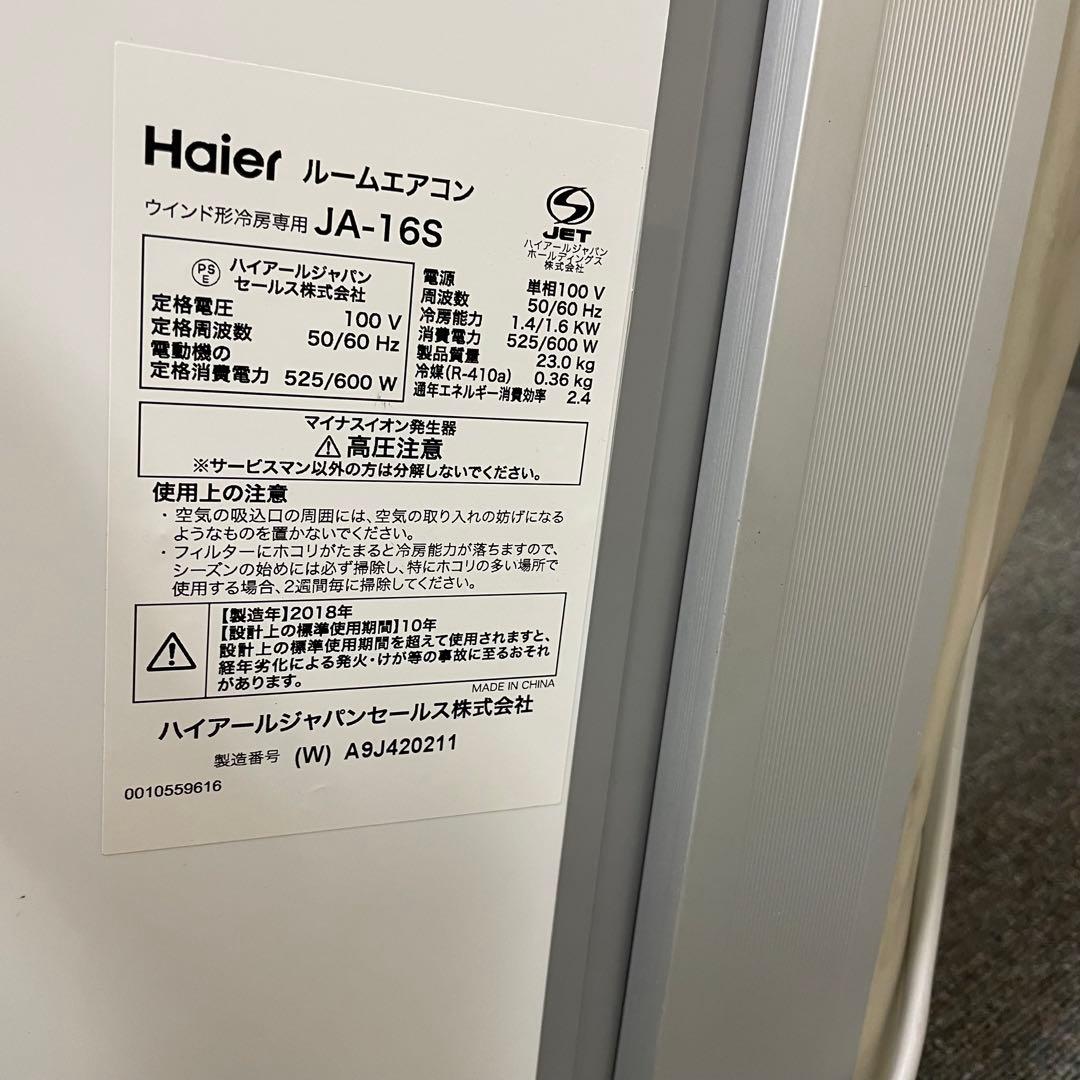 Haier ルームエアコン
ウインド形冷房専用 JA-16S
JET
ハイアールジャパン
ホールディングス
株式会社
PS
E
ハイアールジャパン
セールス株式会社
定格電圧 100 V
定格周波数 50/60 Hz
電動機の
定格消費電力 525/600 W
電源 単相100 V
周波数 50/60 Hz
冷房能力 1.4/1.6 KW
消費電力 525/600 W
製品質量 23.0 kg
冷媒(R-410a) 0.36 kg
通年エネルギー消費効率 2.4
マイナスイオン発生器
⚠高圧注意
※サービスマン以外の方は分解しないでください。
使用上の注意
・空気の吸込口の周囲には、空気の取り入れの妨げになる
ようなものを置かないでください。
・フィルターにホコリがたまると冷房能力が落ちますので、
シーズンの始めには必ず掃除し、特にホコリの多い場所で
使用する場合、2週間毎に掃除してください。
【製造年】2018年
【設計上の標準使用期間】10年
設計上の標準使用期間を超えて使用されますと、
経年劣化による発火・けが等の事故に至るおそれ
があります。
MADE IN CHINA
ハイアールジャパンセールス株式会社
製造番号 (W) A9J420211
0010559616